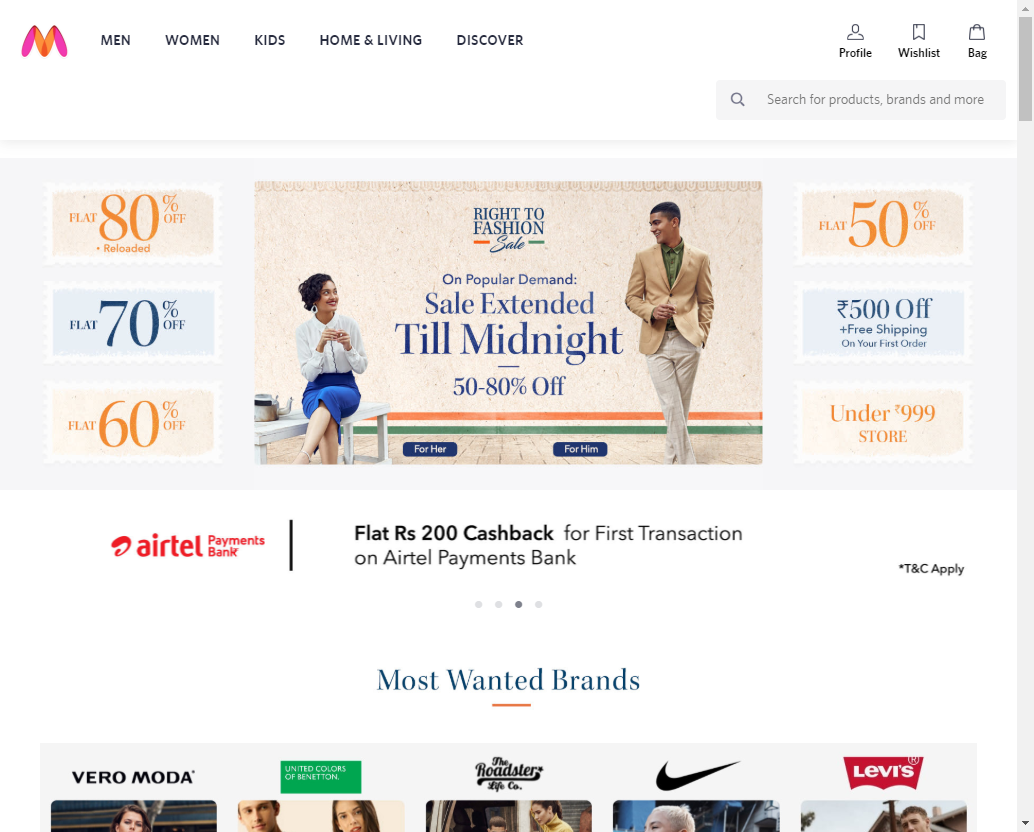 MEN WOMEN KIDS HOME & LIVING DISCOVER
Profile Wishlist Bag
Search for products, brands and more
FLAT 80% OFF
• Reloaded
FLAT 70% OFF
FLAT 60% OFF
RIGHT TO
FASHION
Sale
On Popular Demand:
Sale Extended
Till Midnight
50-80% Off
For Her For Him
FLAT 50% OFF
₹500 Off
+Free Shipping
On Your First Order
Under ₹999
STORE
airtel Payments
Bank
Flat Rs 200 Cashback for First Transaction
on Airtel Payments Bank
*T&C Apply
Most Wanted Brands
VERO MODA
UNITED COLORS
OF BENETTON.
The
Roadster
Life Co.
LEVI'S®